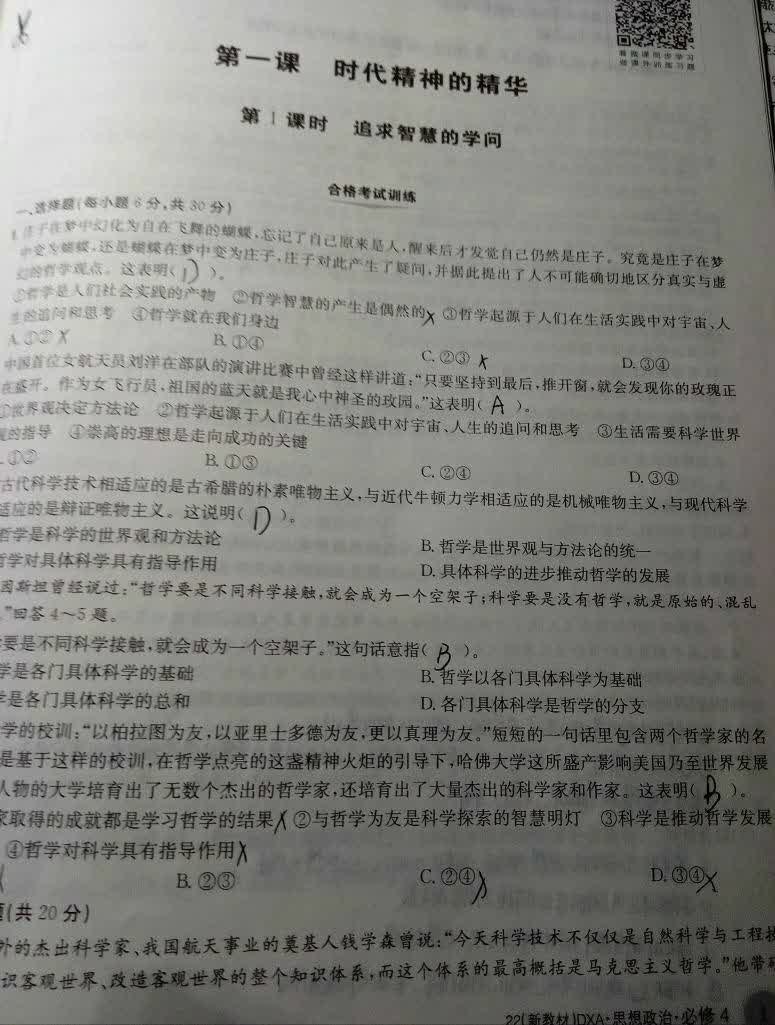 看微课同步学习
做课外训练习题
第一课 时代精神的精华
第1课时 追求智慧的学问
合格考试训练
一、选择题(每小题6分,共30分)
1.庄子在梦中幻化为自在飞舞的蝴蝶,忘记了自己原来是人,醒来后才发觉自己仍然是庄子。究竟是庄子在梦
中变为蝴蝶,还是蝴蝶在梦中变为庄子,庄子对此产生了疑问,并据此提出了人不可能确切地区分真实与虚
幻的哲学观点。这表明( D )。
①哲学是人们社会实践的产物 ②哲学智慧的产生是偶然的X ③哲学起源于人们在生活实践中对宇宙、人
生的追问和思考 ④哲学就在我们身边
A.①② X B.①④ C.②③ X D.③④
中国首位女航天员刘洋在部队的演讲比赛中曾经这样讲道:“只要坚持到最后,推开窗,就会发现你的玫瑰正
在盛开。作为女飞行员,祖国的蓝天就是我心中神圣的玫园。”这表明( A )。
①世界观决定方法论 ②哲学起源于人们在生活实践中对宇宙、人生的追问和思考 ③生活需要科学世界
观的指导 ④崇高的理想是走向成功的关键
.①② B.①③ C.②④ D.③④
古代科学技术相适应的是古希腊的朴素唯物主义,与近代牛顿力学相适应的是机械唯物主义,与现代科学
适应的是辩证唯物主义。这说明( D )。
哲学是科学的世界观和方法论 B.哲学是世界观与方法论的统一
哲学对具体科学具有指导作用 D.具体科学的进步推动哲学的发展
因斯坦曾经说过:“哲学要是不同科学接触,就会成为一个空架子;科学要是没有哲学,就是原始的、混乱
。”回答4~5题。
要是不同科学接触,就会成为一个空架子。”这句话意指( B )。
学是各门具体科学的基础 B.哲学以各门具体科学为基础
学是各门具体科学的总和 D.各门具体科学是哲学的分支
学的校训:“以柏拉图为友,以亚里士多德为友,更以真理为友。”短短的一句话里包含两个哲学家的名
是基于这样的校训,在哲学点亮的这盏精神火炬的引导下,哈佛大学这所盛产影响美国乃至世界发展
人物的大学培育出了无数个杰出的哲学家,还培育出了大量杰出的科学家和作家。这表明( B )。
家取得的成就都是学习哲学的结果X ②与哲学为友是科学探索的智慧明灯 ③科学是推动哲学发展
④哲学对科学具有指导作用X
B.②③ C.②④ X D.③④ X
题(共20分)
外的杰出科学家、我国航天事业的奠基人钱学森曾说:“今天科学技术不仅仅是自然科学与工程技
识客观世界、改造客观世界的整个知识体系,而这个体系的最高概括是马克思主义哲学。”他带
22(新教材)DXA·思想政治·必修4 1